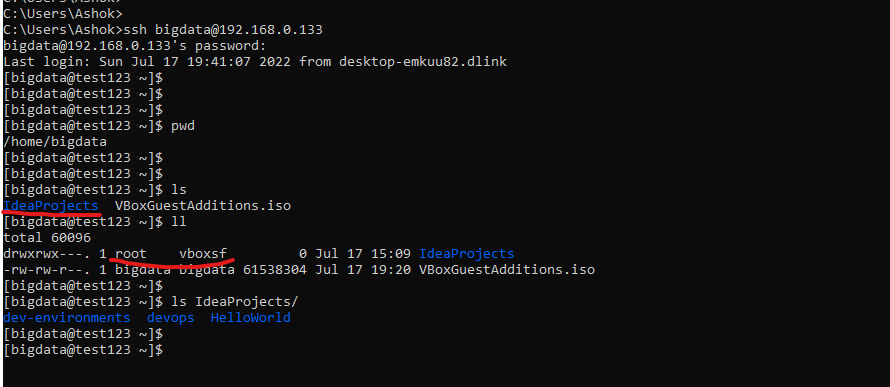 C:\Users\Ashok>
C:\Users\Ashok>ssh bigdata@192.168.0.133
bigdata@192.168.0.133's password:
Last login: Sun Jul 17 19:41:07 2022 from desktop-emkuu82.dlink
[bigdata@test123 ~]$
[bigdata@test123 ~]$
[bigdata@test123 ~]$
[bigdata@test123 ~]$ pwd
/home/bigdata
[bigdata@test123 ~]$
[bigdata@test123 ~]$
[bigdata@test123 ~]$ ls
IdeaProjects  VBoxGuestAdditions.iso
[bigdata@test123 ~]$ ll
total 60096
drwxrwx---. 1 root    vboxsf         0 Jul 17 15:09 IdeaProjects
-rw-rw-r--. 1 bigdata bigdata 61538304 Jul 17 19:20 VBoxGuestAdditions.iso
[bigdata@test123 ~]$
[bigdata@test123 ~]$ ls IdeaProjects/
dev-environments  devops  HelloWorld
[bigdata@test123 ~]$
[bigdata@test123 ~]$